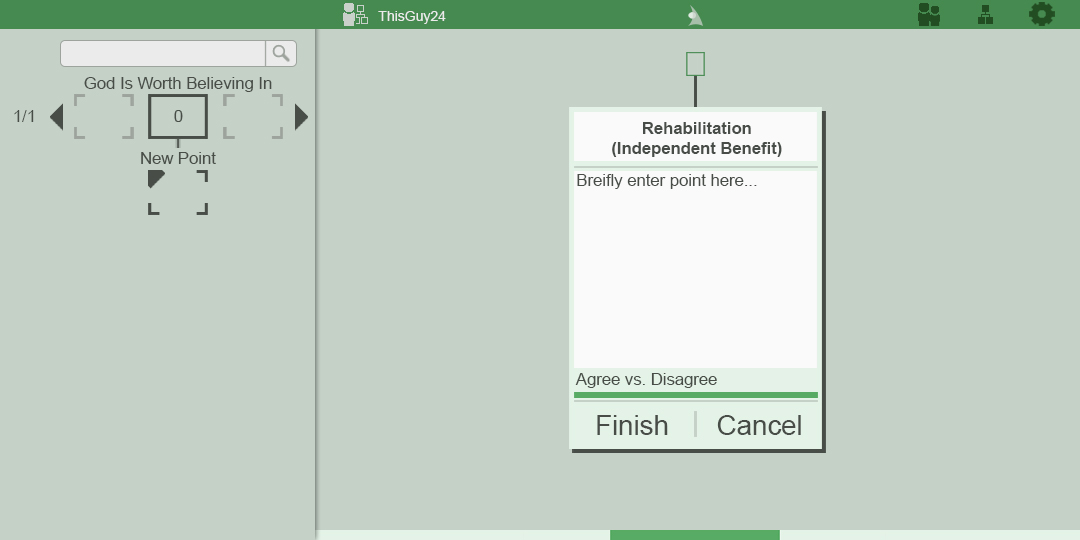 ThisGuy24
God Is Worth Believing In
1/1
0
New Point
Rehabilitation
(Independent Benefit)
Breifly enter point here...
Agree vs. Disagree
Finish
Cancel